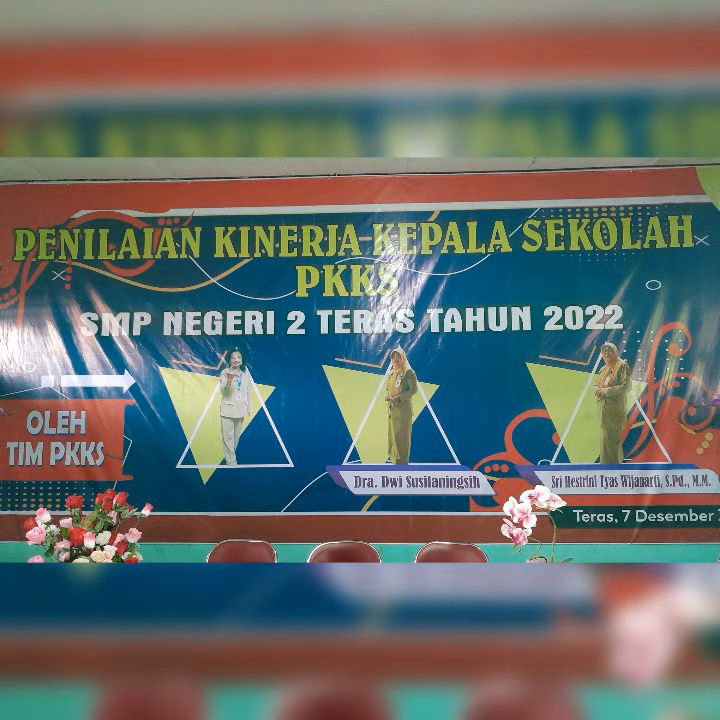 PENILAIAN KINERJA KEPALA SEKOLAH
PKKS
SMP NEGERI 2 TERAS TAHUN 2022
OLEH
TIM PKKS
Dra. Dwi Susilaningsih
Sri Hestrini Tyas Wijanarti, S.Pd., M.M.
Teras, 7 Desember